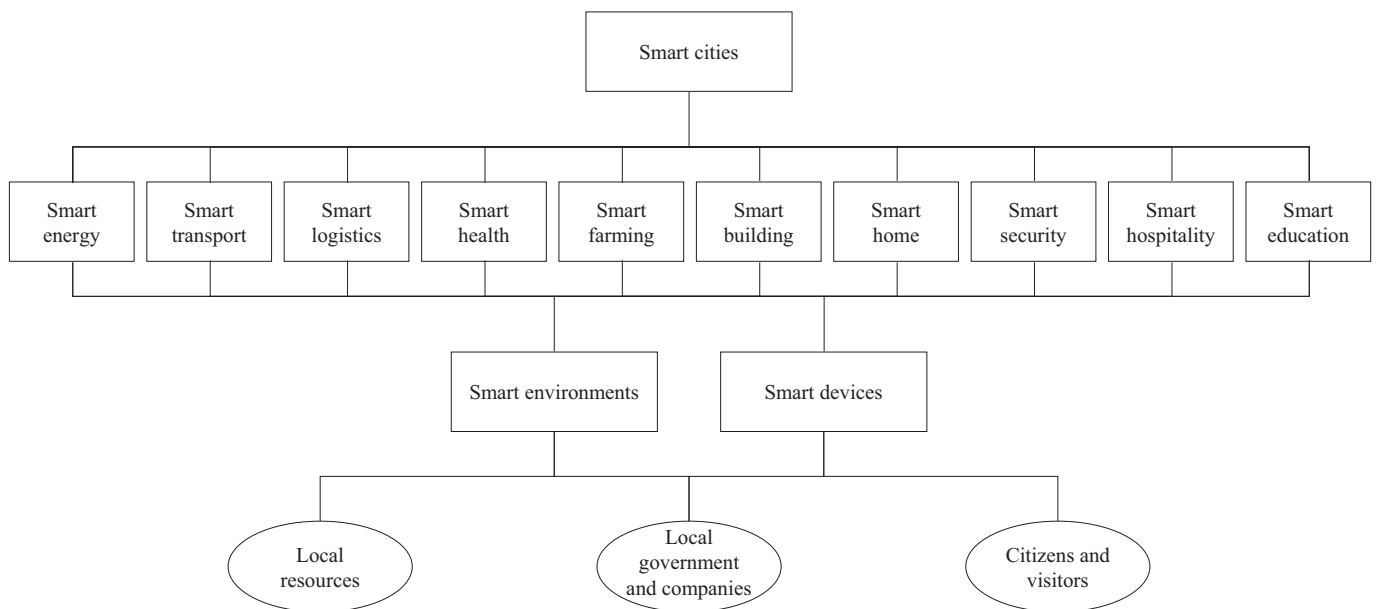 Smart cities
Smart
energy
Smart
transport
Smart
logistics
Smart
health
Smart
farming
Smart
building
Smart
home
Smart
security
Smart
hospitality
Smart
education
Smart environments
Smart devices
Local
resources
Local
government
and companies
Citizens and
visitors